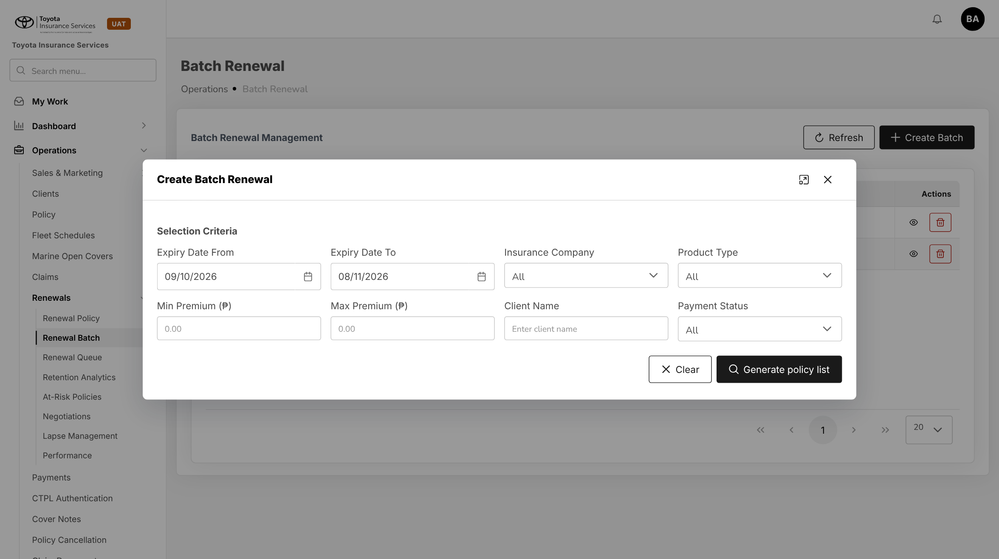 Toyota
Insurance Services
UAT
BA
Toyota Insurance Services
Search menu...
My Work
Dashboard
Operations
Sales & Marketing
Clients
Policy
Fleet Schedules
Marine Open Covers
Claims
Renewals
Renewal Policy
Renewal Batch
Renewal Queue
Retention Analytics
At-Risk Policies
Negotiations
Lapse Management
Performance
Payments
CTPL Authentication
Cover Notes
Policy Cancellation
Batch Renewal
Operations • Batch Renewal
Batch Renewal Management
Refresh
Create Batch
Actions
Create Batch Renewal
Selection Criteria
Expiry Date From
Expiry Date To
Insurance Company
Product Type
09/10/2026
08/11/2026
All
All
Min Premium (₱)
Max Premium (₱)
Client Name
Payment Status
0.00
0.00
Enter client name
All
Clear
Generate policy list
1
20